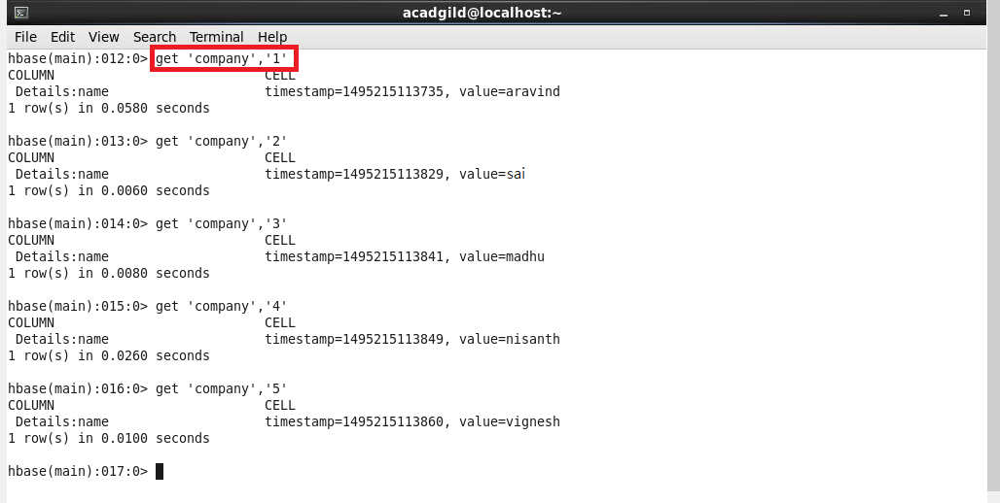 acadgild@localhost:~
File Edit View Search Terminal Help
hbase(main):012:0> get 'company','1'
COLUMN                           CELL
 Details:name                    timestamp=1495215113735, value=aravind
1 row(s) in 0.0580 seconds

hbase(main):013:0> get 'company','2'
COLUMN                           CELL
 Details:name                    timestamp=1495215113829, value=sai
1 row(s) in 0.0060 seconds

hbase(main):014:0> get 'company','3'
COLUMN                           CELL
 Details:name                    timestamp=1495215113841, value=madhu
1 row(s) in 0.0080 seconds

hbase(main):015:0> get 'company','4'
COLUMN                           CELL
 Details:name                    timestamp=1495215113849, value=nisanth
1 row(s) in 0.0260 seconds

hbase(main):016:0> get 'company','5'
COLUMN                           CELL
 Details:name                    timestamp=1495215113860, value=vignesh
1 row(s) in 0.0100 seconds

hbase(main):017:0>